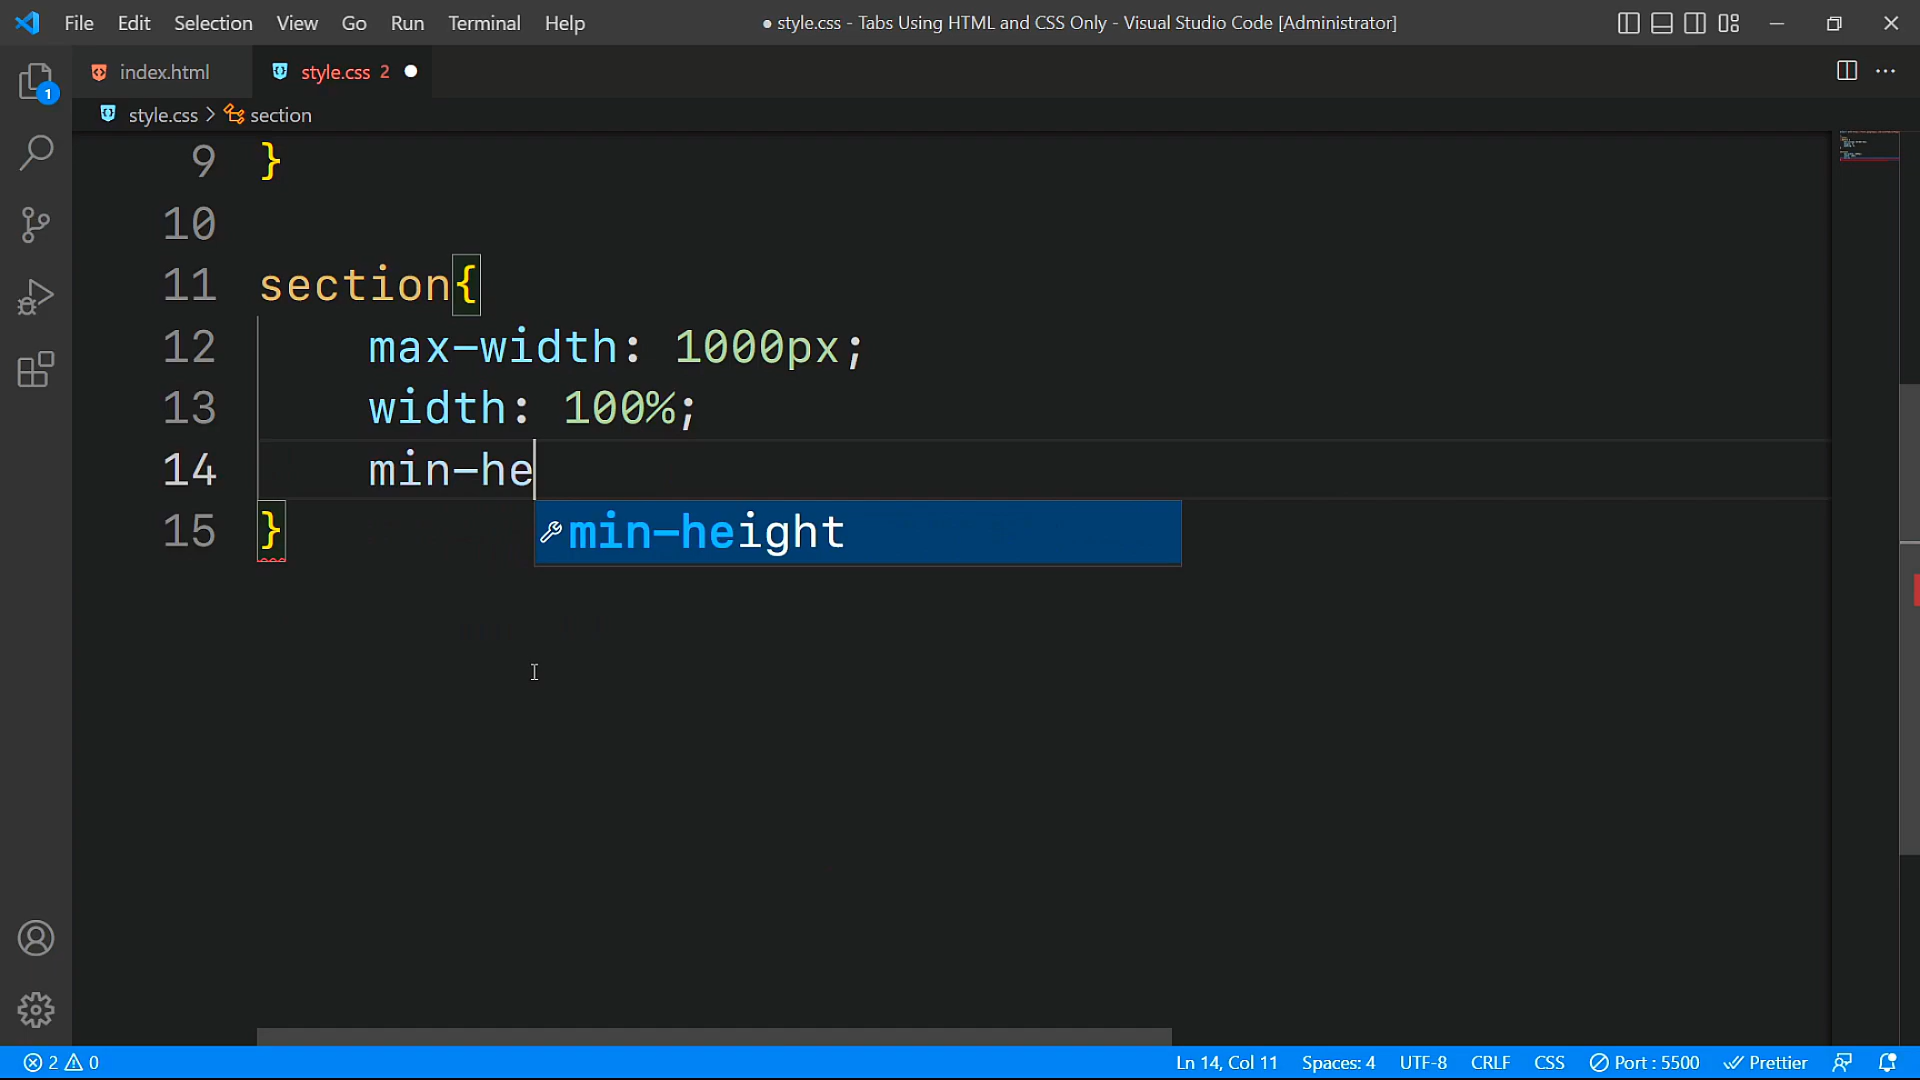 File Edit Selection View Go Run Terminal Help ● style.css - Tabs Using HTML and CSS Only - Visual Studio Code [Administrator]
index.html style.css 2 ●
style.css > section
1
9 }
10
11 section{
12 max-width: 1000px;
13 width: 100%;
14 min-he
min-height
15 }
2 0 Ln 14, Col 11 Spaces: 4 UTF-8 CRLF CSS Port : 5500 Prettier